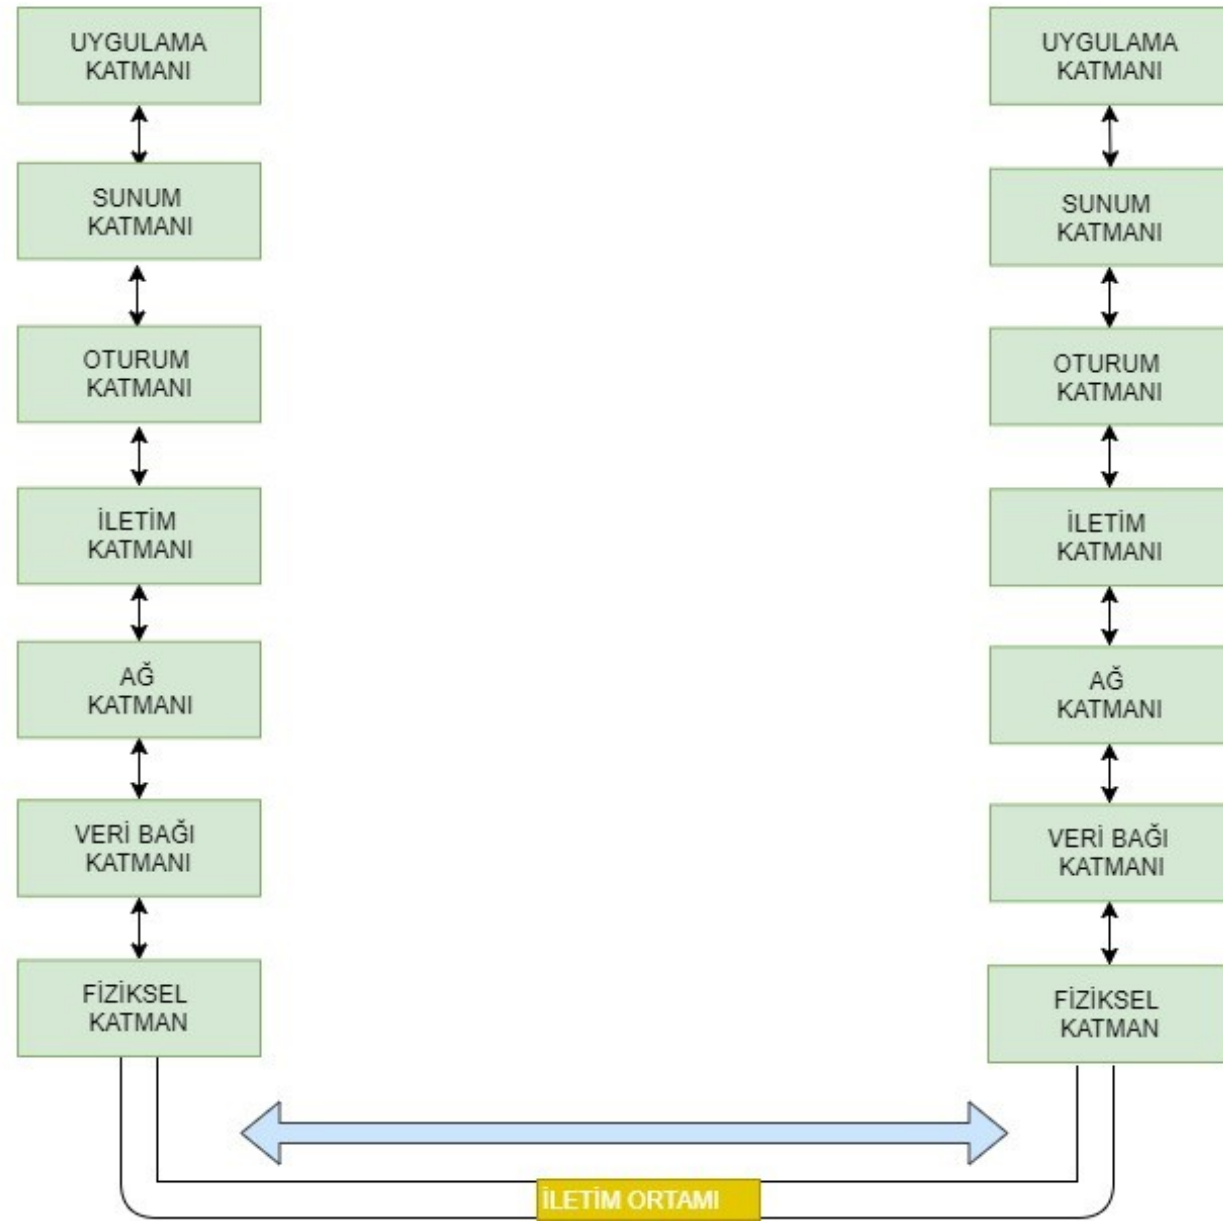 UYGULAMA
KATMANI
SUNUM
KATMANI
OTURUM
KATMANI
İLETİM
KATMANI
AĞ
KATMANI
VERİ BAĞI
KATMANI
FİZİKSEL
KATMAN
UYGULAMA
KATMANI
SUNUM
KATMANI
OTURUM
KATMANI
İLETİM
KATMANI
AĞ
KATMANI
VERİ BAĞI
KATMANI
FİZİKSEL
KATMAN
İLETİM ORTAMI